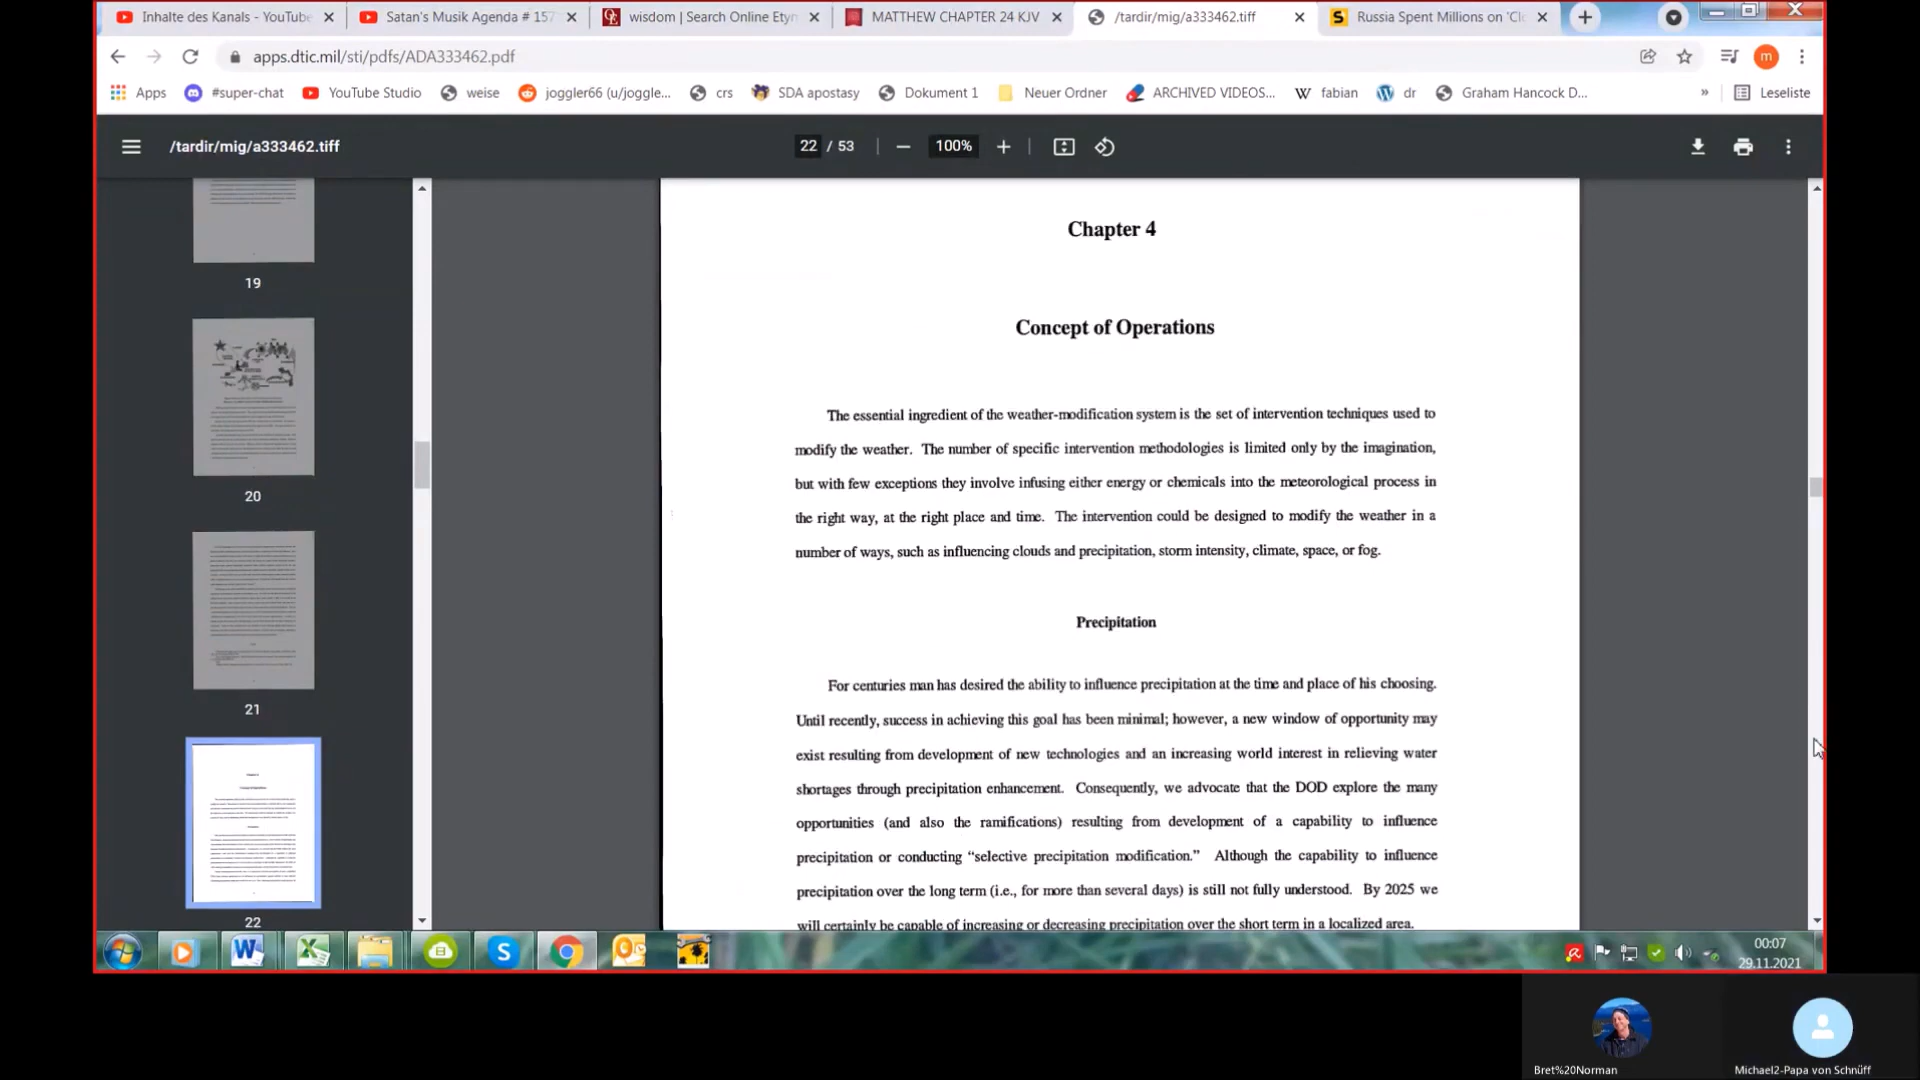 Inhalte des Kanals - YouTube
Satan's Musik Agenda # 157
wisdom | Search Online Etyn
MATTHEW CHAPTER 24 KJV
/tardir/mig/a333462.tiff
Russia Spent Millions on 'Cl
apps.dtic.mil/sti/pdfs/ADA333462.pdf
m
Apps
#super-chat
YouTube Studio
weise
joggler66 (u/joggle...
crs
SDA apostasy
Dokument 1
Neuer Ordner
ARCHIVED VIDEOS...
fabian
dr
Graham Hancock D...
»
Leseliste
/tardir/mig/a333462.tiff
22 / 53
100%
19
20
21
22
Chapter 4
Concept of Operations
The essential ingredient of the weather-modification system is the set of intervention techniques used to
modify the weather. The number of specific intervention methodologies is limited only by the imagination,
but with few exceptions they involve infusing either energy or chemicals into the meteorological process in
the right way, at the right place and time. The intervention could be designed to modify the weather in a
number of ways, such as influencing clouds and precipitation, storm intensity, climate, space, or fog.
Precipitation
For centuries man has desired the ability to influence precipitation at the time and place of his choosing.
Until recently, success in achieving this goal has been minimal; however, a new window of opportunity may
exist resulting from development of new technologies and an increasing world interest in relieving water
shortages through precipitation enhancement. Consequently, we advocate that the DOD explore the many
opportunities (and also the ramifications) resulting from development of a capability to influence
precipitation or conducting “selective precipitation modification.” Although the capability to influence
precipitation over the long term (i.e., for more than several days) is still not fully understood. By 2025 we
will certainly be capable of increasing or decreasing precipitation over the short term in a localized area.
00:07
29.11.2021
Bret%20Norman
Michael2-Papa von Schnüff